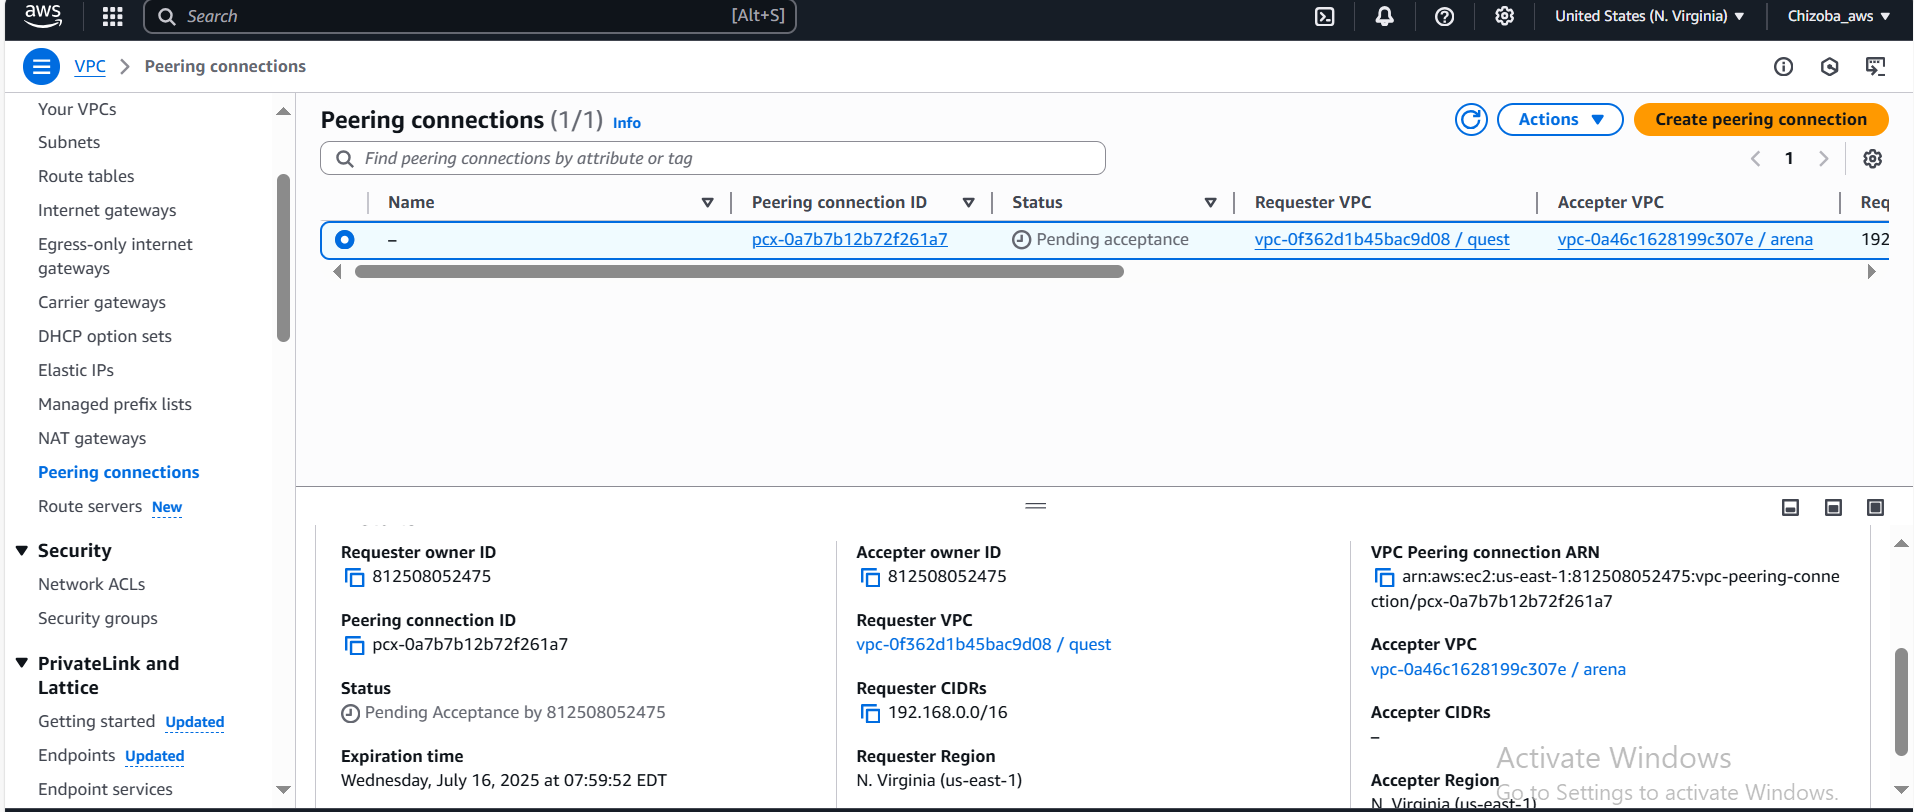 aws
Search
[Alt+S]
United States (N. Virginia)
Chizoba_aws
VPC
Peering connections
Your VPCs
Subnets
Route tables
Internet gateways
Egress-only internet
gateways
Carrier gateways
DHCP option sets
Elastic IPs
Managed prefix lists
NAT gateways
Peering connections
Route servers New
Security
Network ACLs
Security groups
PrivateLink and
Lattice
Getting started Updated
Endpoints Updated
Endpoint services
Peering connections (1/1) Info
Actions
Create peering connection
Find peering connections by attribute or tag
1
Name
Peering connection ID
Status
Requester VPC
Accepter VPC
Req
–
pcx-0a7b7b12b72f261a7
Pending acceptance
vpc-0f362d1b45bac9d08 / quest
vpc-0a46c1628199c307e / arena
192
Requester owner ID
812508052475
Peering connection ID
pcx-0a7b7b12b72f261a7
Status
Pending Acceptance by 812508052475
Expiration time
Wednesday, July 16, 2025 at 07:59:52 EDT
Accepter owner ID
812508052475
Requester VPC
vpc-0f362d1b45bac9d08 / quest
Requester CIDRs
192.168.0.0/16
Requester Region
N. Virginia (us-east-1)
VPC Peering connection ARN
arn:aws:ec2:us-east-1:812508052475:vpc-peering-conne
ction/pcx-0a7b7b12b72f261a7
Accepter VPC
vpc-0a46c1628199c307e / arena
Accepter CIDRs
–
Accepter Region
N. Virginia (us-east-1)
Activate Windows
Go to Settings to activate Windows.